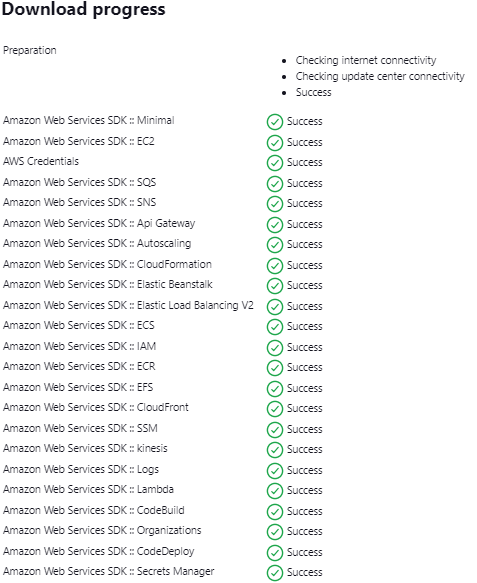 Download progress
Preparation
Checking internet connectivity
Checking update center connectivity
Success
Amazon Web Services SDK :: Minimal Success
Amazon Web Services SDK :: EC2 Success
AWS Credentials Success
Amazon Web Services SDK :: SQS Success
Amazon Web Services SDK :: SNS Success
Amazon Web Services SDK :: Api Gateway Success
Amazon Web Services SDK :: Autoscaling Success
Amazon Web Services SDK :: CloudFormation Success
Amazon Web Services SDK :: Elastic Beanstalk Success
Amazon Web Services SDK :: Elastic Load Balancing V2 Success
Amazon Web Services SDK :: ECS Success
Amazon Web Services SDK :: IAM Success
Amazon Web Services SDK :: ECR Success
Amazon Web Services SDK :: EFS Success
Amazon Web Services SDK :: CloudFront Success
Amazon Web Services SDK :: SSM Success
Amazon Web Services SDK :: kinesis Success
Amazon Web Services SDK :: Logs Success
Amazon Web Services SDK :: Lambda Success
Amazon Web Services SDK :: CodeBuild Success
Amazon Web Services SDK :: Organizations Success
Amazon Web Services SDK :: CodeDeploy Success
Amazon Web Services SDK :: Secrets Manager Success